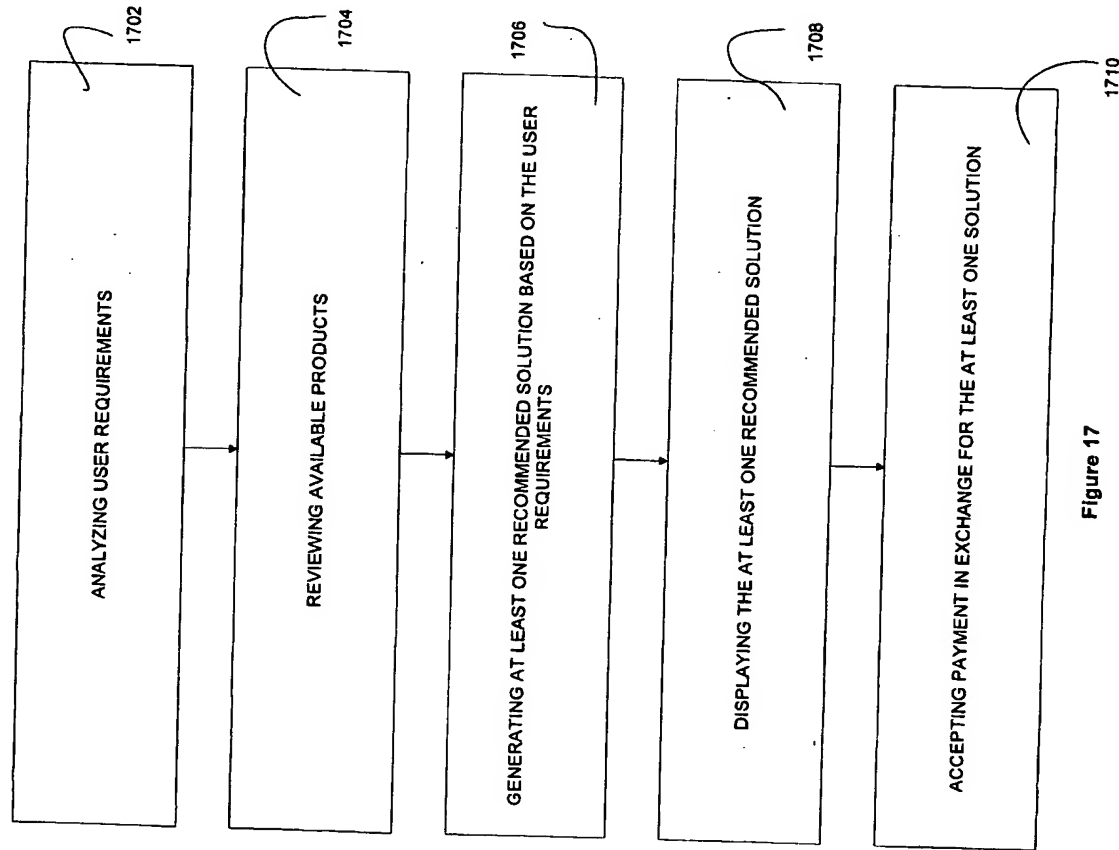 ANALYZING USER REQUIREMENTS
1702
REVIEWING AVAILABLE PRODUCTS
1704
GENERATING AT LEAST ONE RECOMMENDED SOLUTION BASED ON THE USER
REQUIREMENTS
1706
DISPLAYING THE AT LEAST ONE RECOMMENDED SOLUTION
1708
ACCEPTING PAYMENT IN EXCHANGE FOR THE AT LEAST ONE SOLUTION
1710
Figure 17